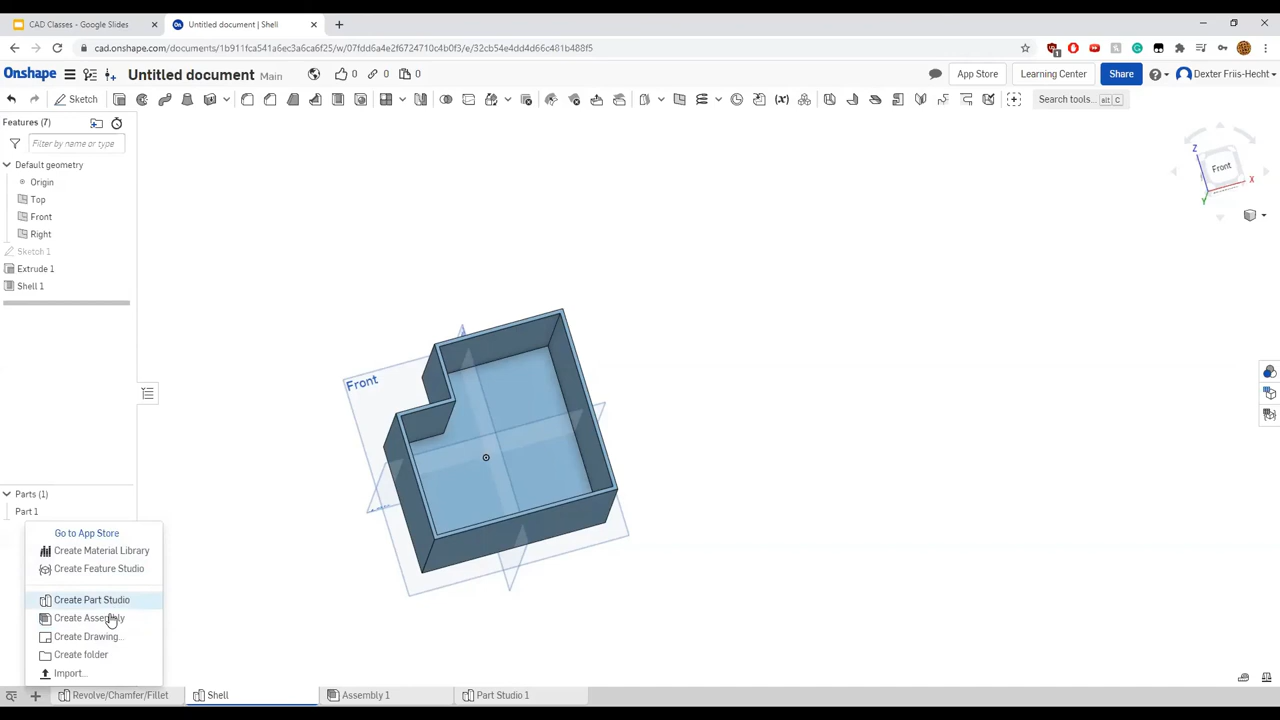 CAD Classes - Google Slides
Untitled document | Shell
cad.onshape.com/documents/1b911fca541a6ec3a6ca6f25/w/07fdd6a4e2f6724710c4b0f3/e/32cb54e4dd4d66c481b488f5
Onshape
Untitled document Main
0
0
0
App Store
Learning Center
Share
Dexter Friis-Hecht
Sketch
Search tools... alt C
Features (7)
Filter by name or type
Default geometry
Origin
Top
Front
Right
Sketch 1
Extrude 1
Shell 1
Front
Z
Front
X
Y
Parts (1)
Part 1
Go to App Store
Create Material Library
Create Feature Studio
Create Part Studio
Create Assembly
Create Drawing...
Create folder
Import...
Revolve/Chamfer/Fillet
Shell
Assembly 1
Part Studio 1